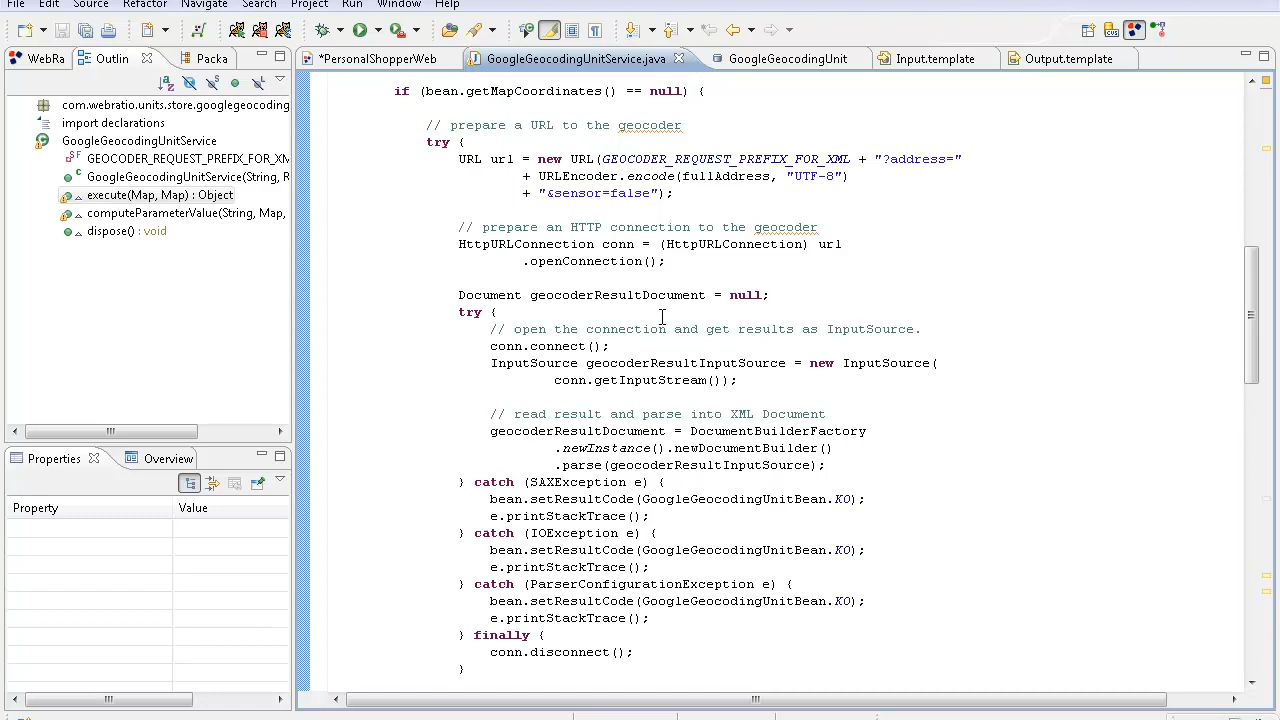 File Edit Source Refactor Navigate Search Project Run Window Help
WebRa Outlin Packa
*PersonalShopperWeb GoogleGeocodingUnitService.java GoogleGeocodingUnit Input.template Output.template
com.webratio.units.store.googlegeocoding
import declarations
GoogleGeocodingUnitService
GEOCODER_REQUEST_PREFIX_FOR_XM
GoogleGeocodingUnitService(String, R
execute(Map, Map) : Object
computeParameterValue(String, Map,
dispose() : void
Properties Overview
Property Value
if (bean.getMapCoordinates() == null) {
// prepare a URL to the geocoder
try {
URL url = new URL(GEOCODER_REQUEST_PREFIX_FOR_XML + "?address="
+ URLEncoder.encode(fullAddress, "UTF-8")
+ "&sensor=false");
// prepare an HTTP connection to the geocoder
HttpURLConnection conn = (HttpURLConnection) url
.openConnection();
Document geocoderResultDocument = null;
try {
// open the connection and get results as InputSource.
conn.connect();
InputSource geocoderResultInputSource = new InputSource(
conn.getInputStream());
// read result and parse into XML Document
geocoderResultDocument = DocumentBuilderFactory
.newInstance().newDocumentBuilder()
.parse(geocoderResultInputSource);
} catch (SAXException e) {
bean.setResultCode(GoogleGeocodingUnitBean.KO);
e.printStackTrace();
} catch (IOException e) {
bean.setResultCode(GoogleGeocodingUnitBean.KO);
e.printStackTrace();
} catch (ParserConfigurationException e) {
bean.setResultCode(GoogleGeocodingUnitBean.KO);
e.printStackTrace();
} finally {
conn.disconnect();
}